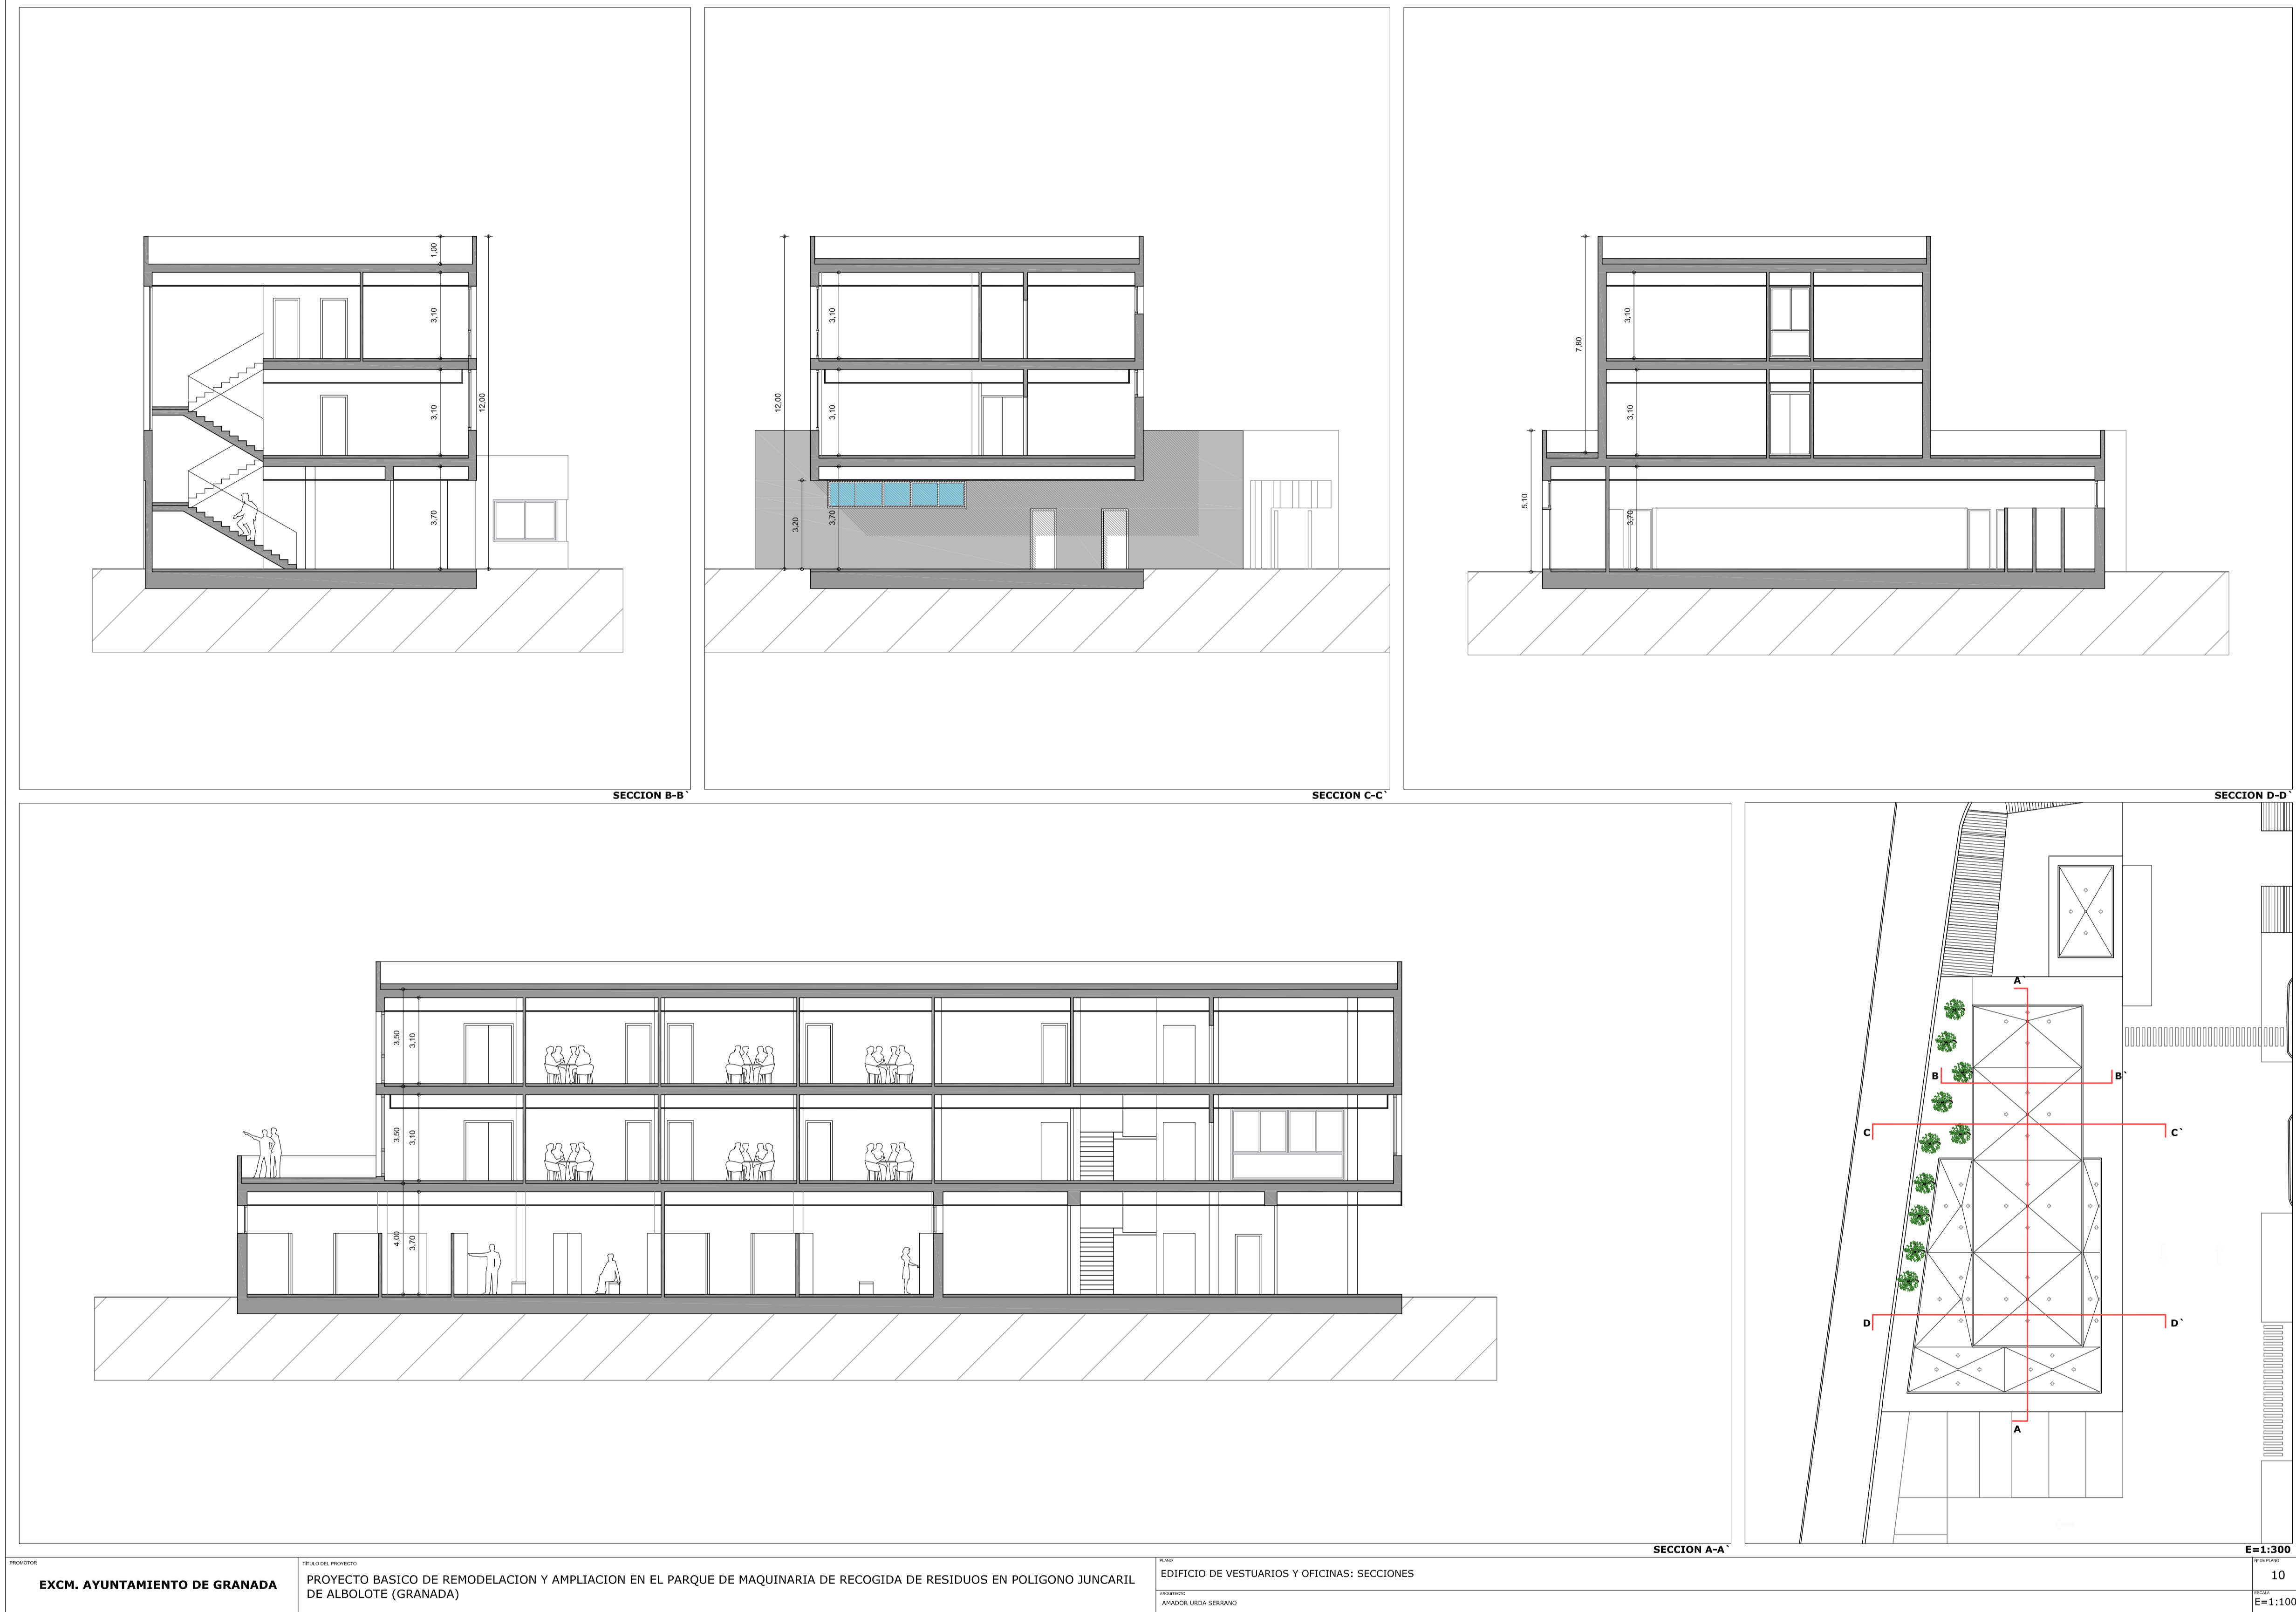 1,00
3,10
3,10
12,00
3,70
SECCION B-B`
12,00
3,10
3,10
3,20
3,70
SECCION C-C`
7,80
3,10
3,10
5,10
3,70
SECCION D-D`
3,50
3,10
3,50
3,10
4,00
3,70
SECCION A-A`
A`
B
B`
C
C`
D
D`
A
E=1:300
PROMOTOR
EXCM. AYUNTAMIENTO DE GRANADA
TITULO DEL PROYECTO
PROYECTO BASICO DE REMODELACION Y AMPLIACION EN EL PARQUE DE MAQUINARIA DE RECOGIDA DE RESIDUOS EN POLIGONO JUNCARIL
DE ALBOLOTE (GRANADA)
PLANO
EDIFICIO DE VESTUARIOS Y OFICINAS: SECCIONES
ARQUITECTO
AMADOR URDA SERRANO
Nº DE PLANO
10
ESCALA
E=1:100